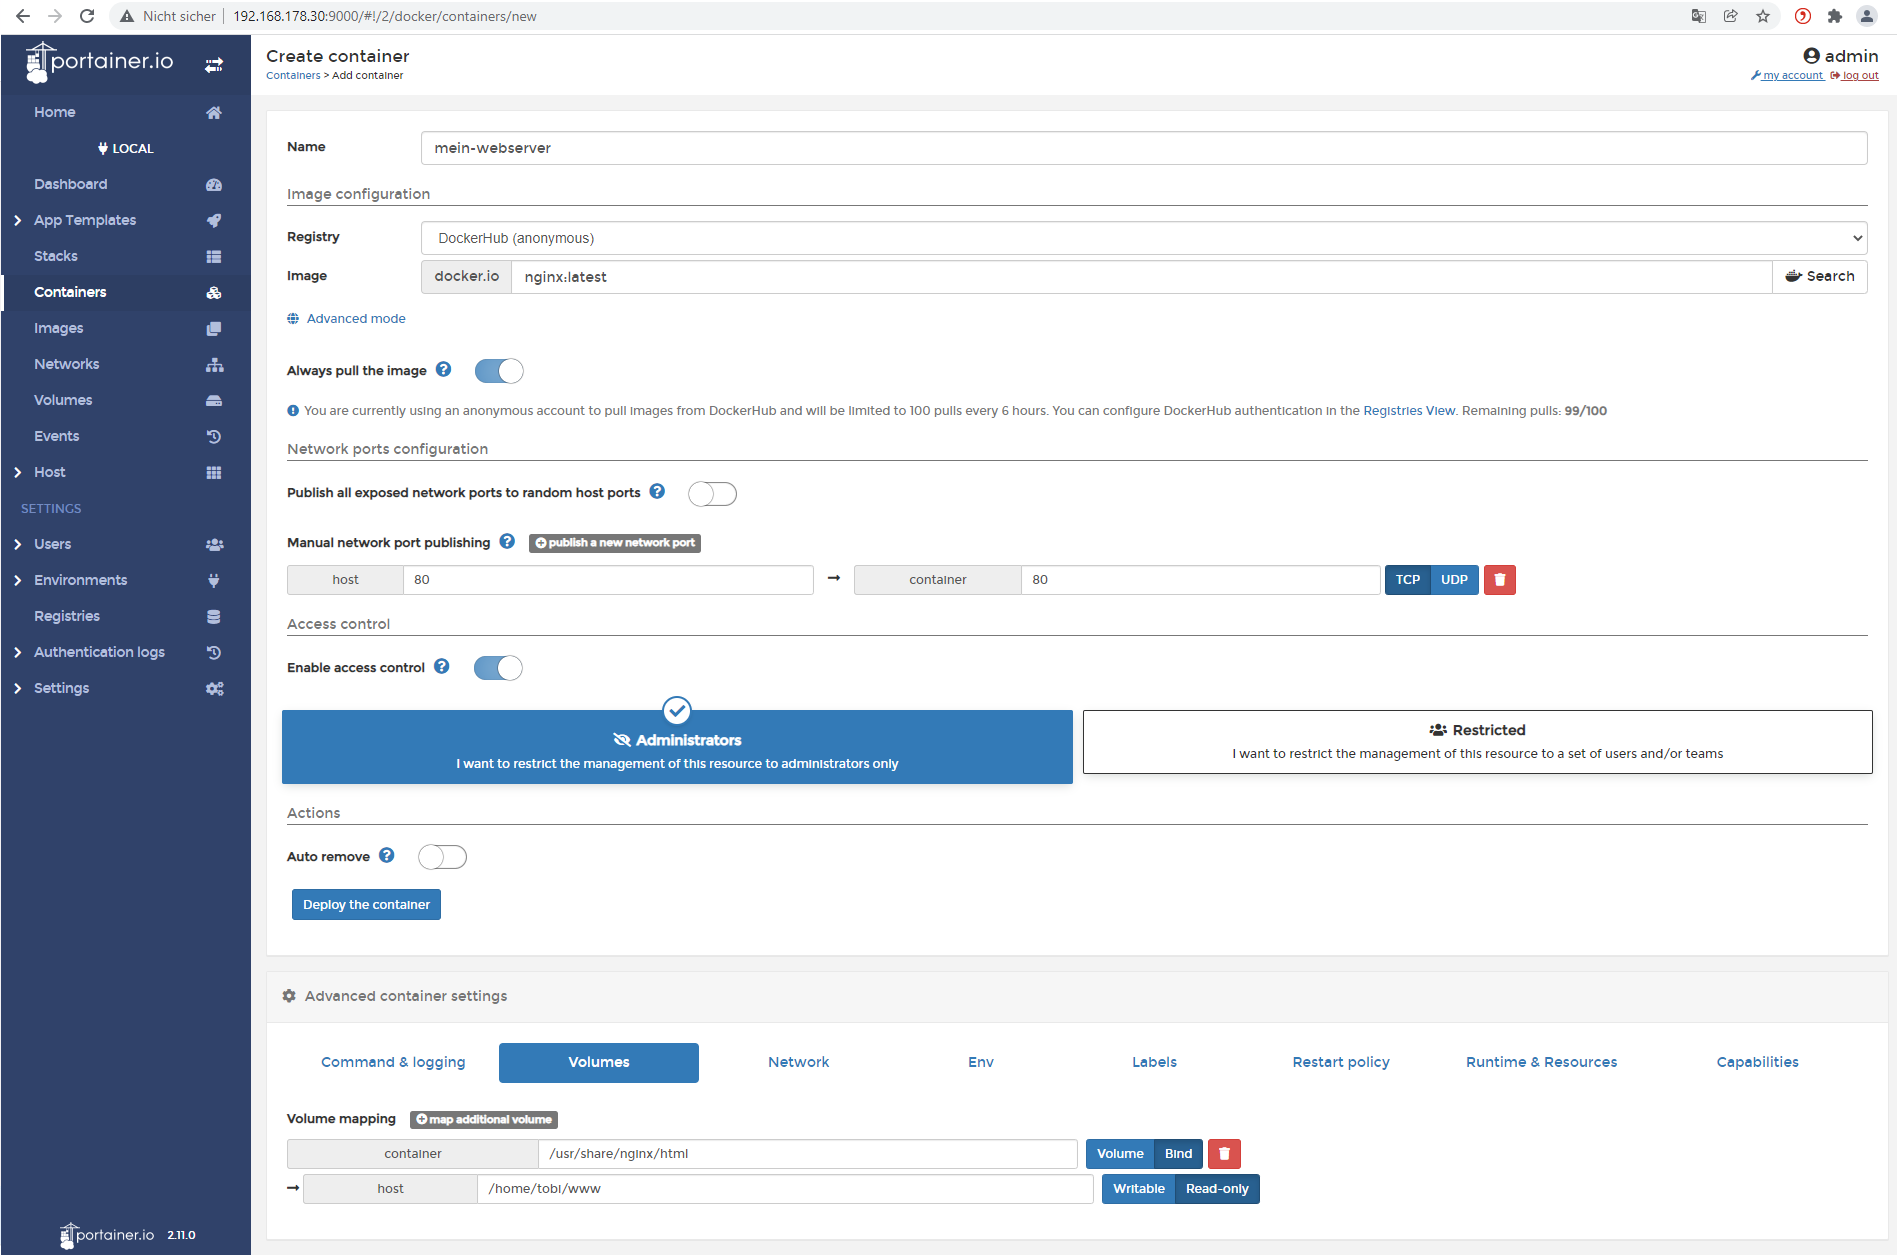 Nicht sicher | 192.168.178.30:9000/#!/2/docker/containers/new
portainer.io
Home
LOCAL
Dashboard
App Templates
Stacks
Containers
Images
Networks
Volumes
Events
Host
SETTINGS
Users
Environments
Registries
Authentication logs
Settings
portainer.io 2.11.0
Create container
Containers > Add container
admin
my account log out
Name mein-webserver
Image configuration
Registry DockerHub (anonymous)
Image docker.io nginx:latest Search
Advanced mode
Always pull the image
You are currently using an anonymous account to pull images from DockerHub and will be limited to 100 pulls every 6 hours. You can configure DockerHub authentication in the Registries View. Remaining pulls: 99/100
Network ports configuration
Publish all exposed network ports to random host ports
Manual network port publishing publish a new network port
host 80 → container 80 TCP UDP
Access control
Enable access control
Administrators
I want to restrict the management of this resource to administrators only
Restricted
I want to restrict the management of this resource to a set of users and/or teams
Actions
Auto remove
Deploy the container
Advanced container settings
Command & logging Volumes Network Env Labels Restart policy Runtime & Resources Capabilities
Volume mapping map additional volume
container /usr/share/nginx/html Volume Bind
→ host /home/tobi/www Writable Read-only